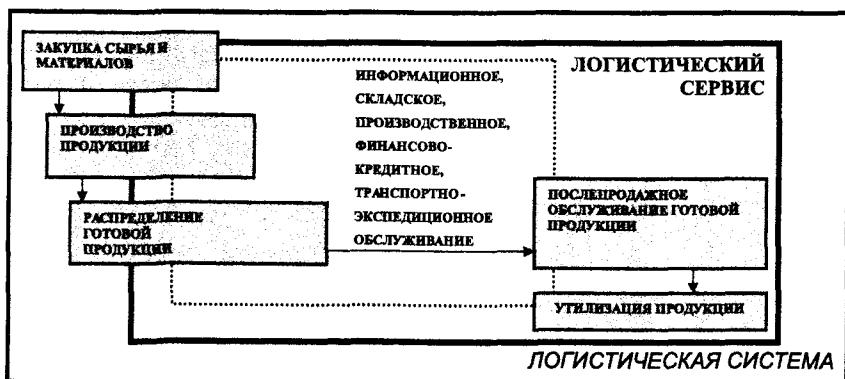 ЗАКУПКА СЫРЬЯ И
МАТЕРИАЛОВ
ПРОИЗВОДСТВО
ПРОДУКЦИИ
РАСПРЕДЕЛЕНИЕ
ГОТОВОЙ
ПРОДУКЦИИ
ИНФОРМАЦИОННОЕ,
СКЛАДСКОЕ,
ПРОИЗВОДСТВЕННОЕ,
ФИНАНСОВО-
КРЕДИТНОЕ,
ТРАНСПОРТНО-
ЭКСПЕДИЦИОННОЕ
ОБСЛУЖИВАНИЕ
ЛОГИСТИЧЕСКИЙ
СЕРВИС
ПОСЛЕПРОДАЖНОЕ
ОБСЛУЖИВАНИЕ ГОТОВОЙ
ПРОДУКЦИИ
УТИЛИЗАЦИЯ ПРОДУКЦИИ
ЛОГИСТИЧЕСКАЯ СИСТЕМА